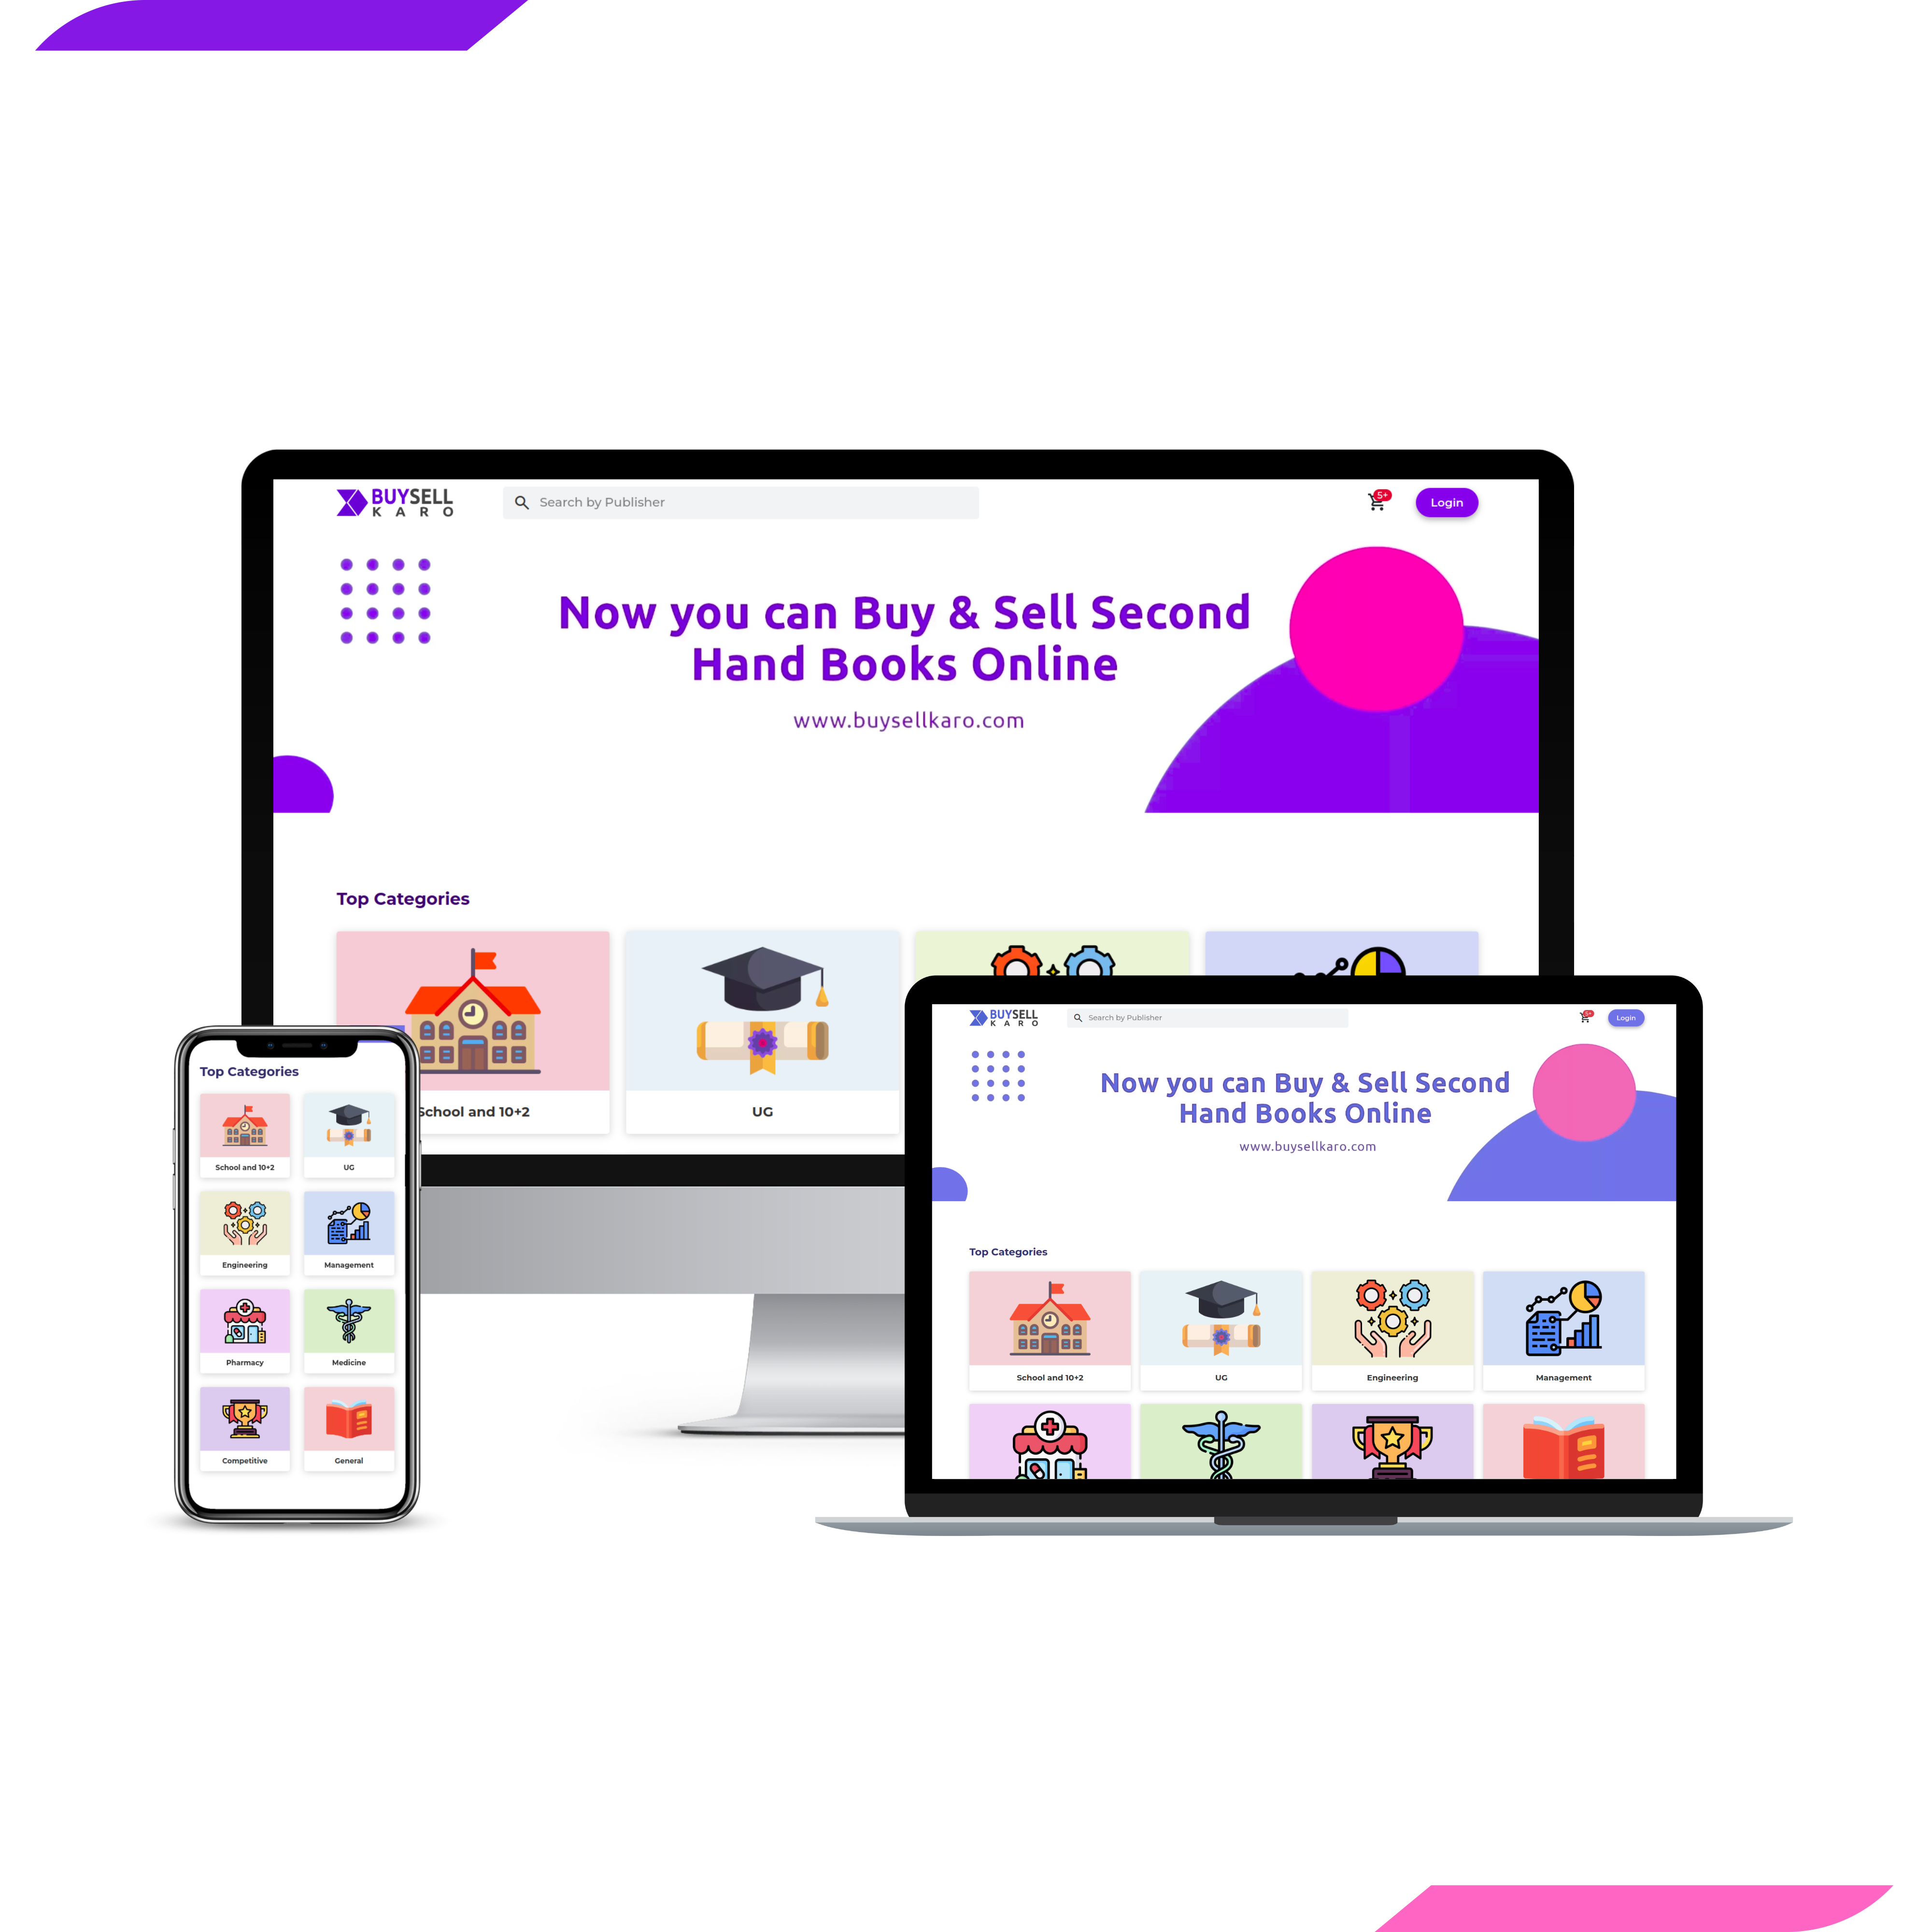 BUYSELL
KARO
Search by Publisher
5+
Login
Now you can Buy & Sell Second
Hand Books Online
www.buysellkaro.com
Top Categories
School and 10+2
UG
Top Categories
School and 10+2
UG
Engineering
Management
Pharmacy
Medicine
Competitive
General
BUYSELL
KARO
Search by Publisher
5+
Login
Now you can Buy & Sell Second
Hand Books Online
www.buysellkaro.com
Top Categories
School and 10+2
UG
Engineering
Management